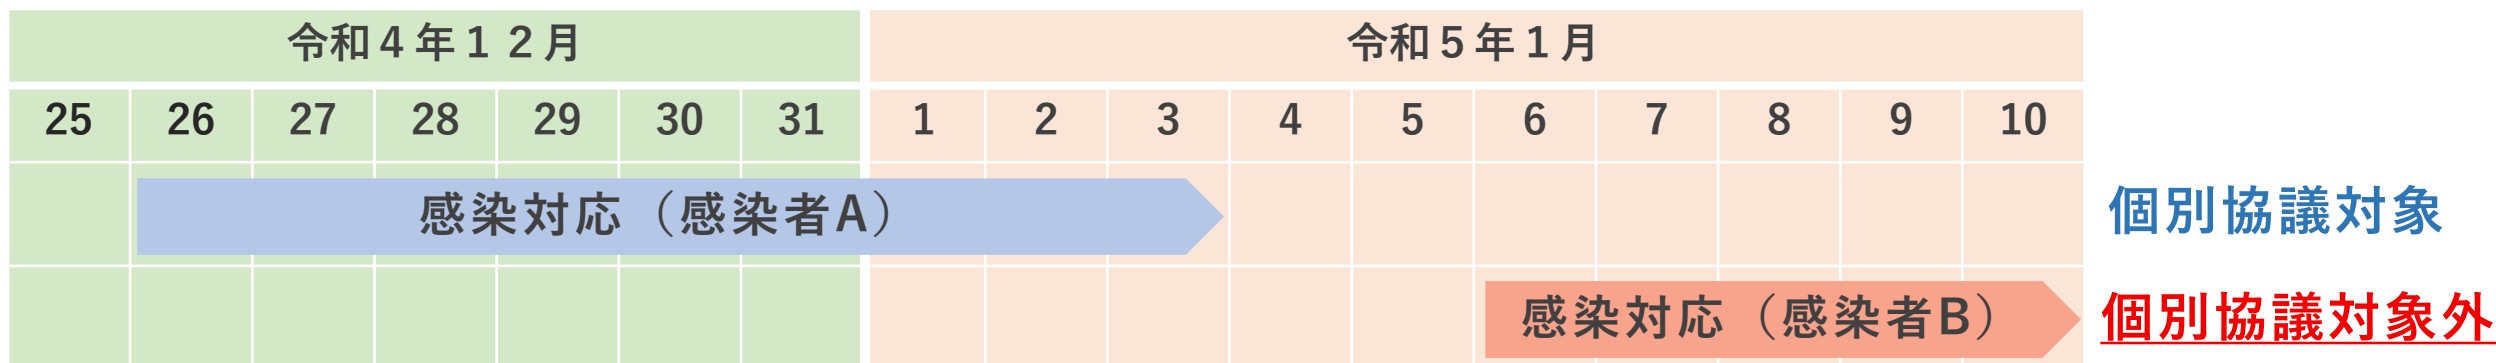 令和４年12月 令和5年1月
25 26 27 28 29 30 31 1 2 3 4 5 6 7 8 9 10
感染対応（感染者A） 個別協議対象
感染対応（感染者B） 個別協議対象外